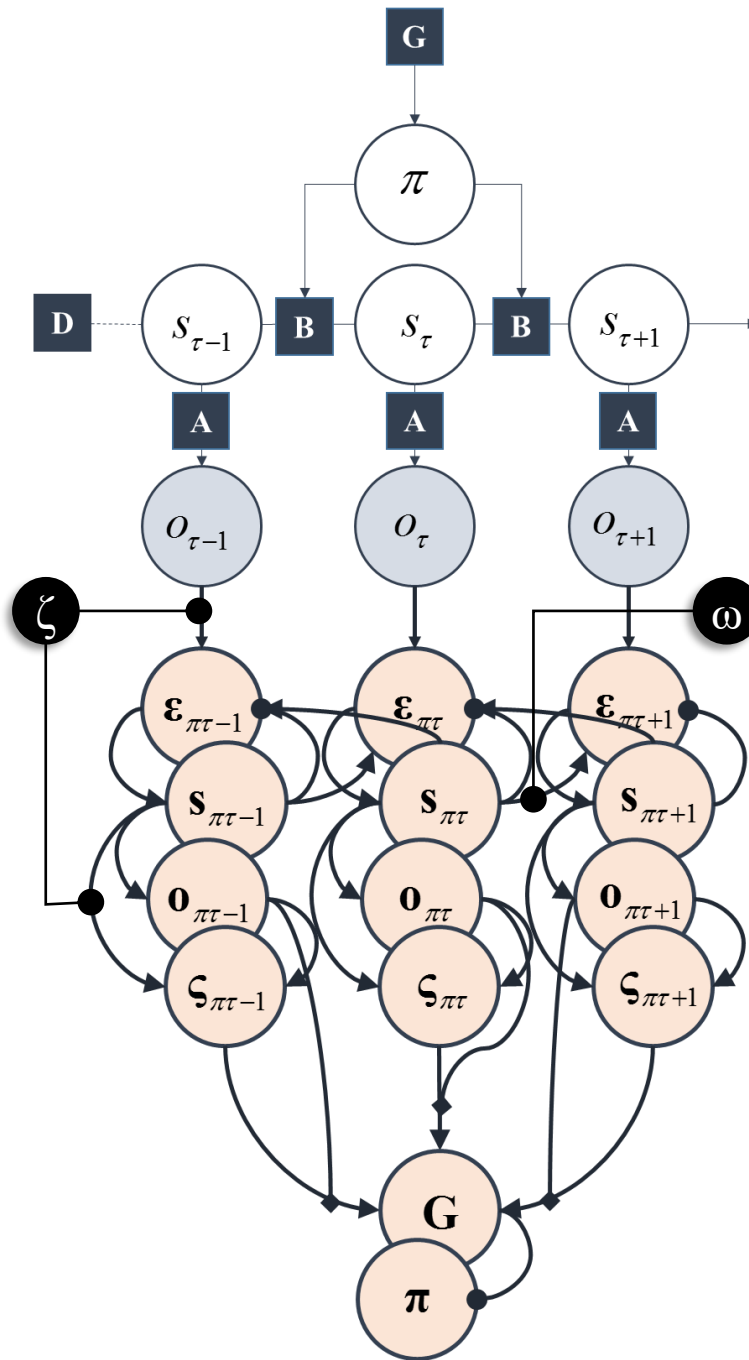 G
π
D
s_{τ−1}
B
s_τ
B
s_{τ+1}
A
A
A
o_{τ−1}
o_τ
o_{τ+1}
ζ
ω
ε_{πτ−1}
ε_{πτ}
ε_{πτ+1}
s_{πτ−1}
s_{πτ}
s_{πτ+1}
o_{πτ−1}
o_{πτ}
o_{πτ+1}
ς_{πτ−1}
ς_{πτ}
ς_{πτ+1}
G
π